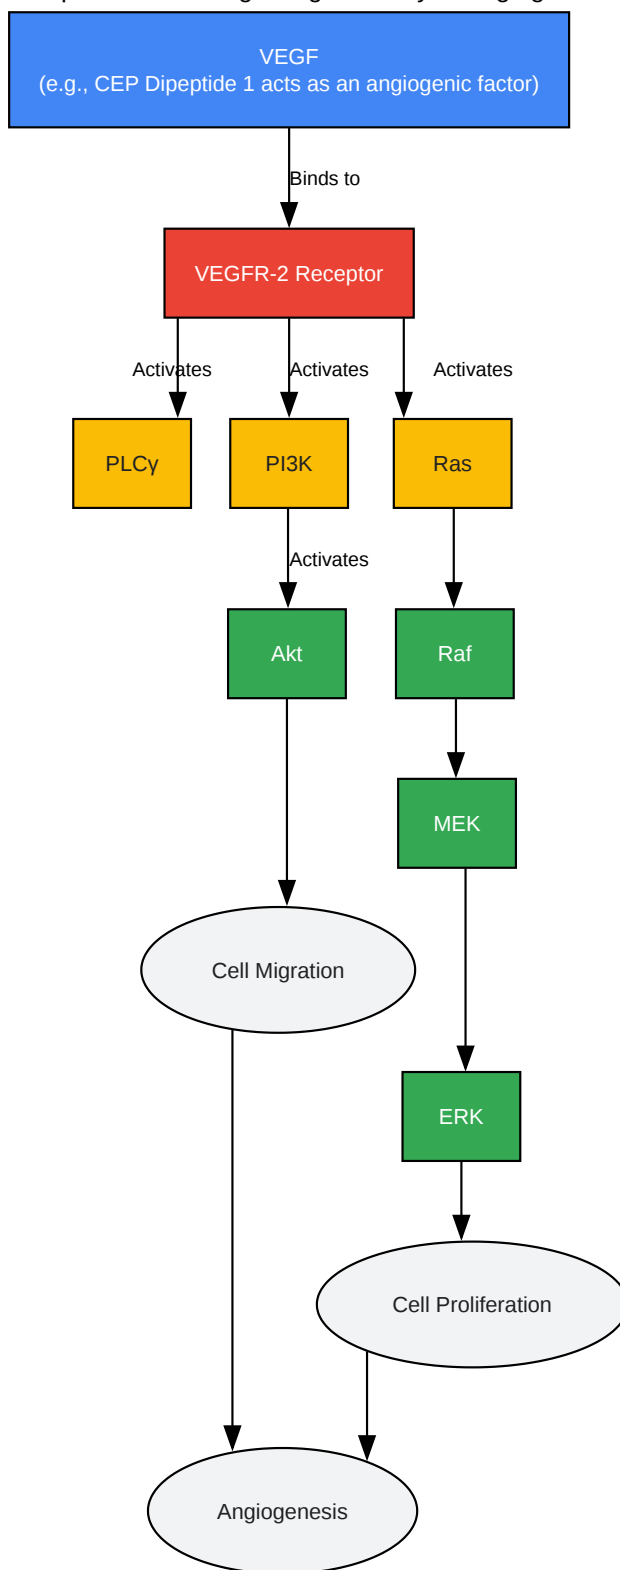 VEGF
(e.g., CEP Dipeptide 1 acts as an angiogenic factor)
Binds to
VEGFR-2 Receptor
Activates
Activates
Activates
PLCγ
PI3K
Ras
Activates
Akt
Raf
MEK
Cell Migration
ERK
Cell Proliferation
Angiogenesis